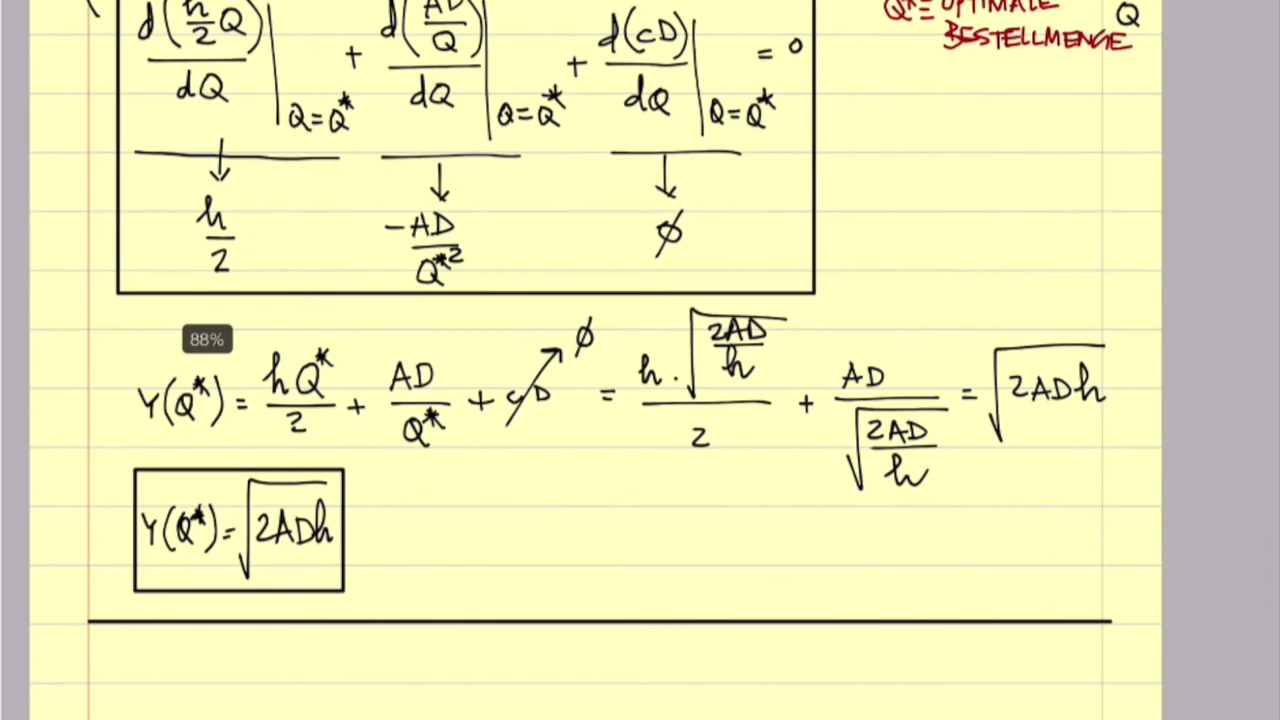 d(h/2 Q)/dQ |Q=Q* + d(AD/Q)/dQ |Q=Q* + d(cD)/dQ |Q=Q* = 0
Q* = OPTIMALE
BESTELLMENGE
Q
↓ ↓ ↓
h/2 -AD/Q*² ∅
88%
Y(Q*) = hQ*/2 + AD/Q* + cD ↗ ∅ = h·√(2AD/h)/2 + AD/√(2AD/h) = √2ADh
Y(Q*) = √2ADh